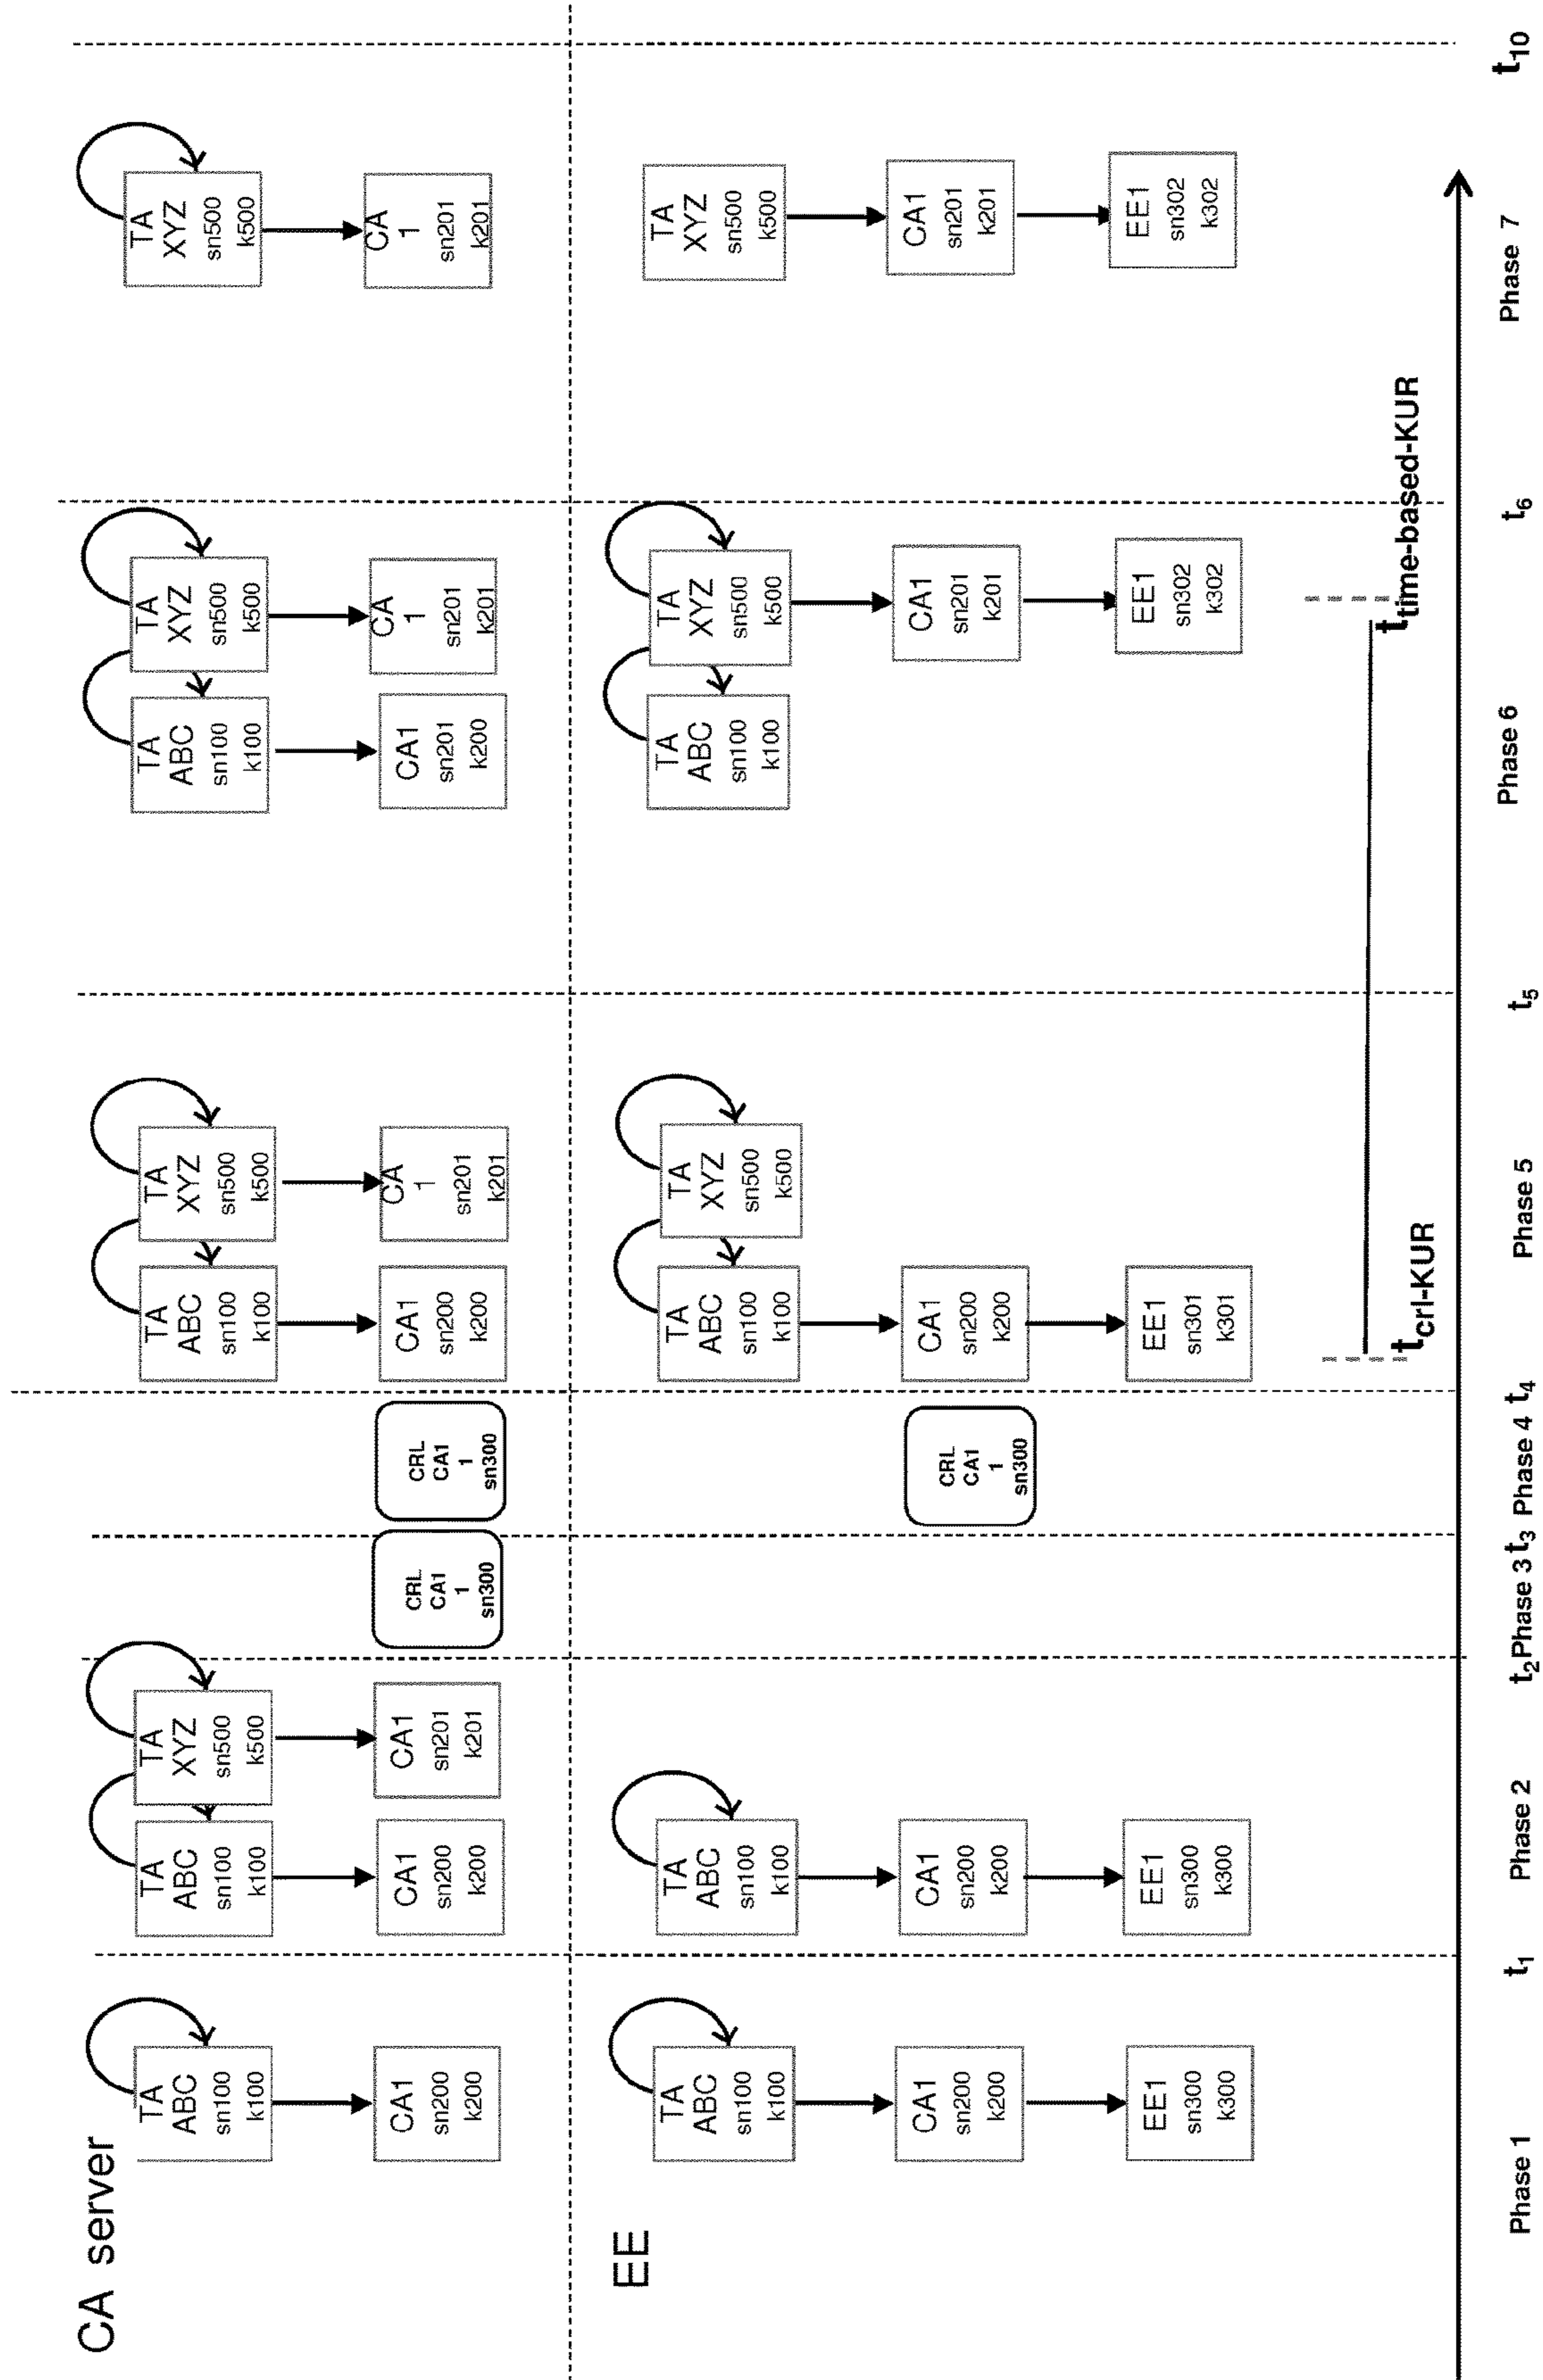 CA server
TA
ABC
sn100
k100
CA1
sn200
k200
TA
ABC
sn100
k100
CA1
sn200
k200
TA
XYZ
sn500
k500
CA1
sn201
k201
CRL
CA1
1
sn300
CRL
CA1
1
sn300
TA
ABC
sn100
k100
CA1
sn200
k200
TA
XYZ
sn500
k500
CA
1
sn201
k201
TA
ABC
sn100
k100
CA1
sn201
k200
TA
XYZ
sn500
k500
CA
1
sn201
k201
TA
XYZ
sn500
k500
CA
1
sn201
k201
EE
TA
ABC
sn100
k100
CA1
sn200
k200
EE1
sn300
k300
TA
ABC
sn100
k100
CA1
sn200
k200
EE1
sn300
k300
CRL
CA1
1
sn300
TA
ABC
sn100
k100
CA1
sn200
k200
EE1
sn301
k301
TA
XYZ
sn500
k500
TA
ABC
sn100
k100
TA
XYZ
sn500
k500
CA1
sn201
k201
EE1
sn302
k302
TA
XYZ
sn500
k500
CA1
sn201
k201
EE1
sn302
k302
tcrl-KUR
ttime-based-KUR
Phase 1 t1 Phase 2 t2 Phase 3 t3 Phase 4 t4 Phase 5 t5 Phase 6 t6 Phase 7 t10